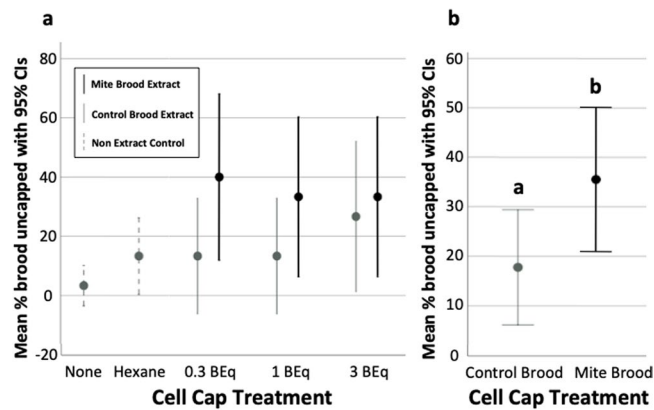 a
Mean % brood uncapped with 95% CIs
80
60
40
20
0
-20
Mite Brood Extract
Control Brood Extract
Non Extract Control
None Hexane 0.3 BEq 1 BEq 3 BEq
Cell Cap Treatment
b
Mean % brood uncapped with 95% CIs
60
50
40
30
20
10
0
a
b
Control Brood Mite Brood
Cell Cap Treatment